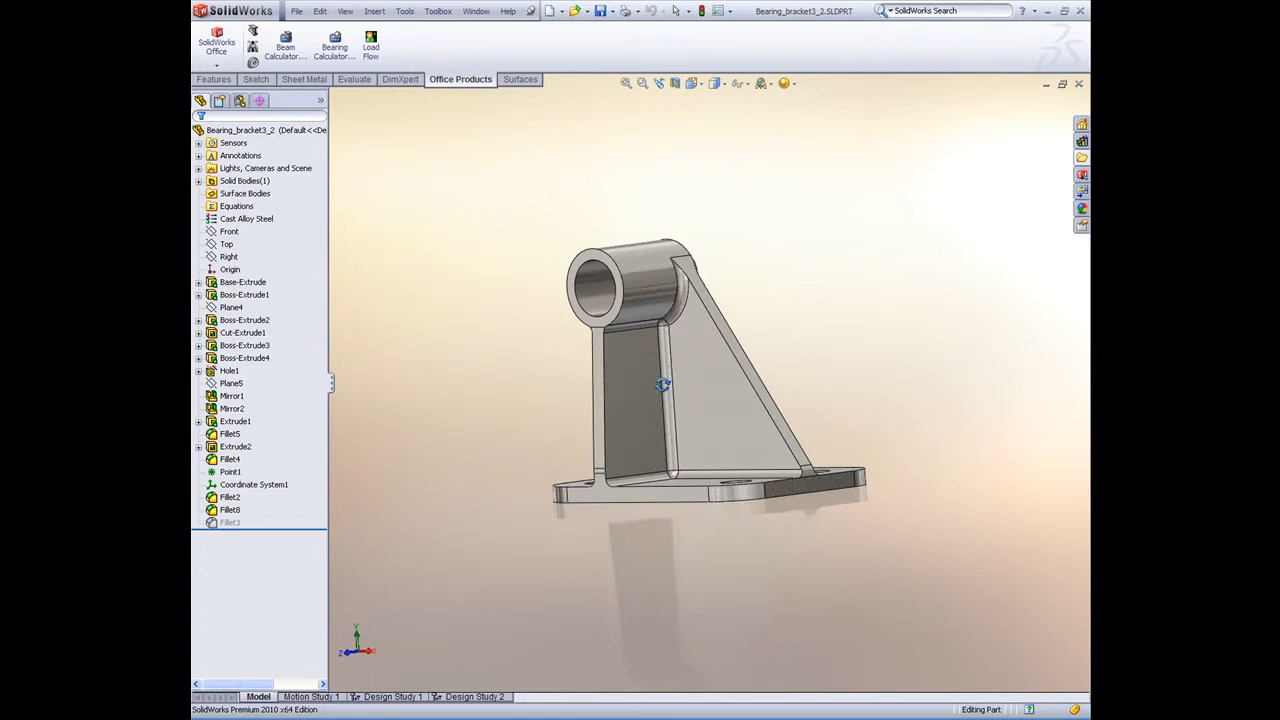 SolidWorks File Edit View Insert Tools Toolbox Window Help Bearing_bracket3_2.SLDPRT SolidWorks Search
SolidWorks
Office
Beam
Calculator...
Bearing
Calculator...
Load
Flow
Features Sketch Sheet Metal Evaluate DimXpert Office Products Surfaces
Bearing_bracket3_2 (Default<<De
Sensors
Annotations
Lights, Cameras and Scene
Solid Bodies(1)
Surface Bodies
Equations
Cast Alloy Steel
Front
Top
Right
Origin
Base-Extrude
Boss-Extrude1
Plane4
Boss-Extrude2
Cut-Extrude1
Boss-Extrude3
Boss-Extrude4
Hole1
Plane5
Mirror1
Mirror2
Extrude1
Fillet5
Extrude2
Fillet4
Point1
Coordinate System1
Fillet2
Fillet8
Fillet3
Y
Z X
Model Motion Study 1 Design Study 1 Design Study 2
SolidWorks Premium 2010 x64 Edition Editing Part